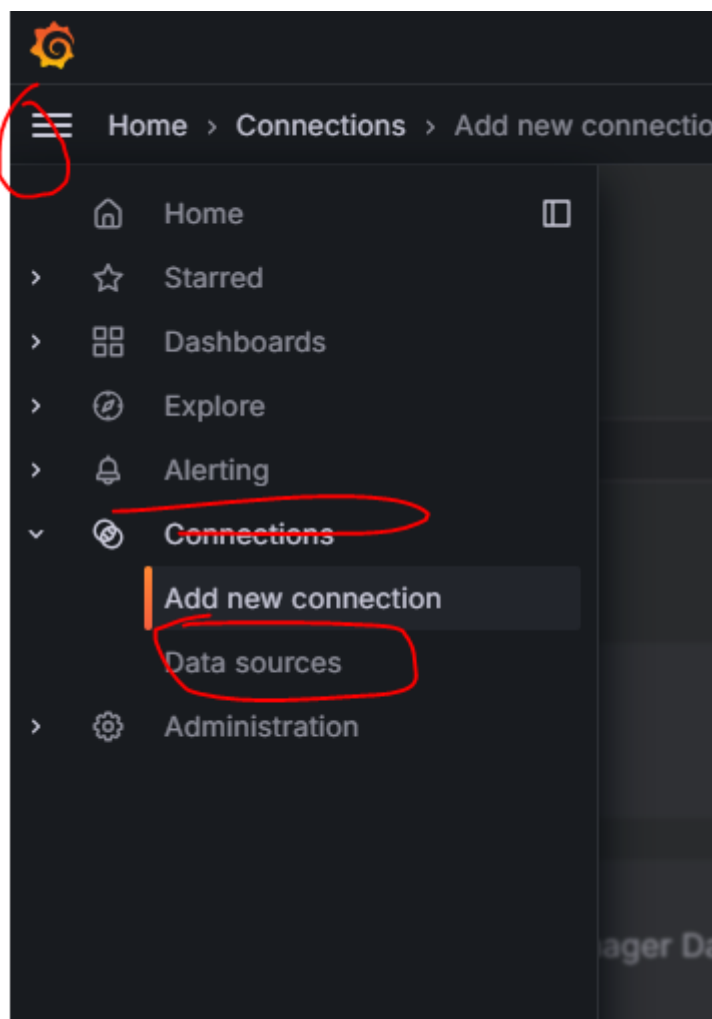 Home › Connections › Add new connectio
Home
Starred
Dashboards
Explore
Alerting
Connections
Add new connection
Data sources
Administration
ager Da